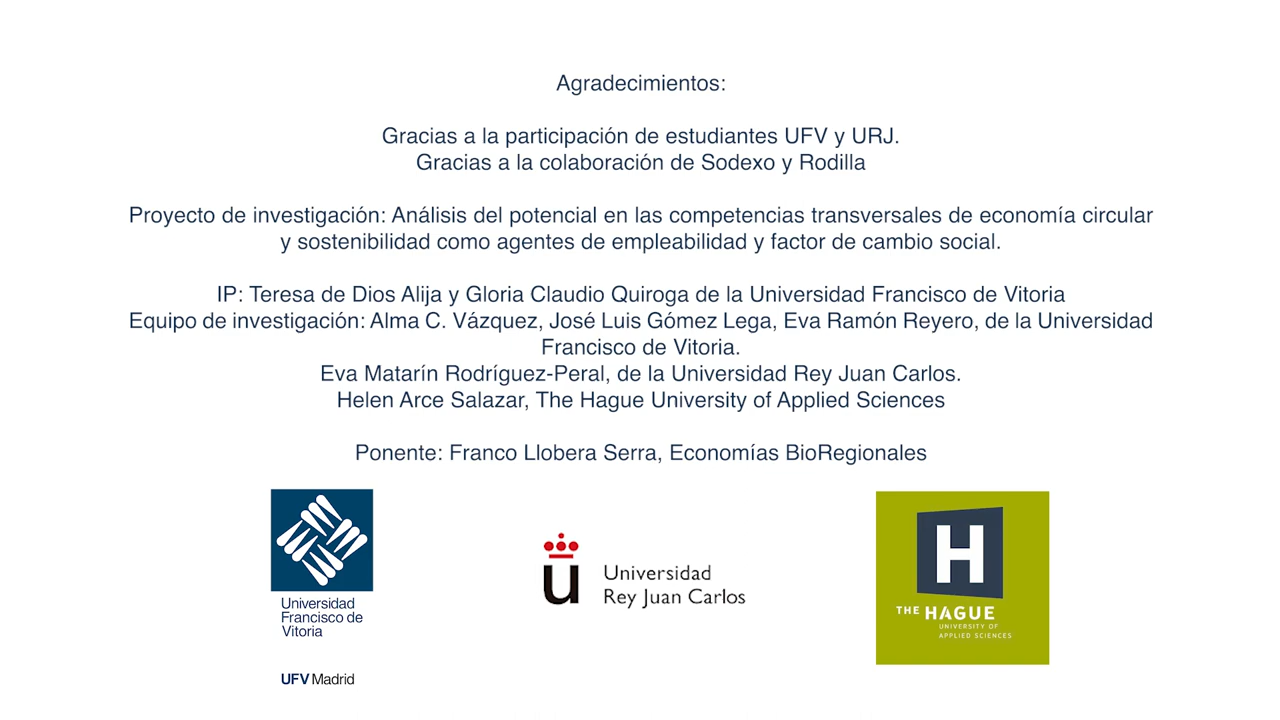 Agradecimientos:
Gracias a la participación de estudiantes UFV y URJ.
Gracias a la colaboración de Sodexo y Rodilla
Proyecto de investigación: Análisis del potencial en las competencias transversales de economía circular
y sostenibilidad como agentes de empleabilidad y factor de cambio social.
IP: Teresa de Dios Alija y Gloria Claudio Quiroga de la Universidad Francisco de Vitoria
Equipo de investigación: Alma C. Vázquez, José Luis Gómez Lega, Eva Ramón Reyero, de la Universidad
Francisco de Vitoria.
Eva Matarín Rodríguez-Peral, de la Universidad Rey Juan Carlos.
Helen Arce Salazar, The Hague University of Applied Sciences
Ponente: Franco Llobera Serra, Economías BioRegionales
Universidad
Francisco de
Vitoria
UFV Madrid
u
Universidad
Rey Juan Carlos
H
THE HAGUE
UNIVERSITY OF
APPLIED SCIENCES